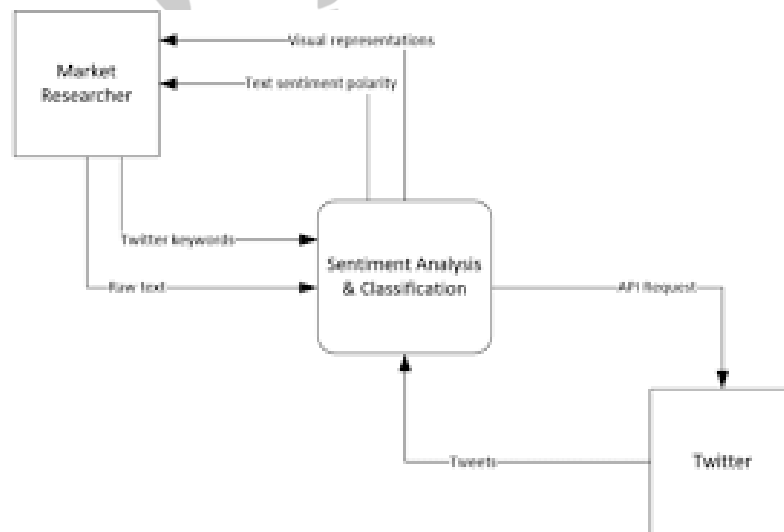 Visual representations
Market
Researcher
Text sentiment polarity
Twitter keywords
Sentiment Analysis
& Classification
Raw text
API Request
Tweets
Twitter